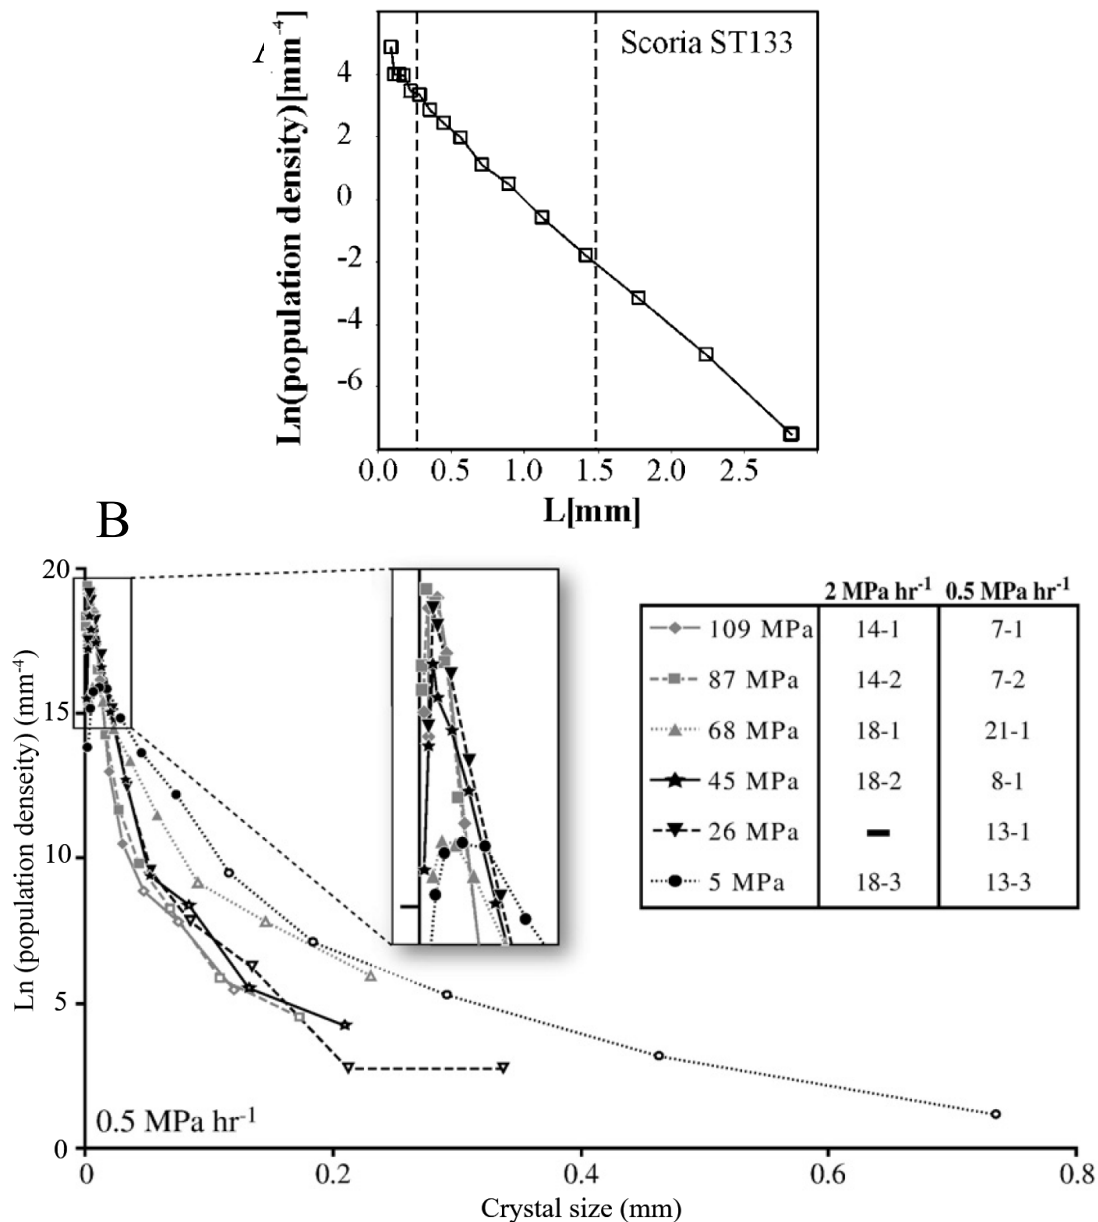 A
Scoria ST133
Ln(population density)[mm⁻⁴]
4
2
0
-2
-4
-6
0.0 0.5 1.0 1.5 2.0 2.5
L[mm]
B
20
15
10
5
0
Ln (population denseity) (mm⁻⁴)
2 MPa hr⁻¹ 0.5 MPa hr⁻¹
109 MPa 14-1 7-1
87 MPa 14-2 7-2
68 MPa 18-1 21-1
45 MPa 18-2 8-1
26 MPa – 13-1
5 MPa 18-3 13-3
0.5 MPa hr⁻¹
0 0.2 0.4 0.6 0.8
Crystal size (mm)